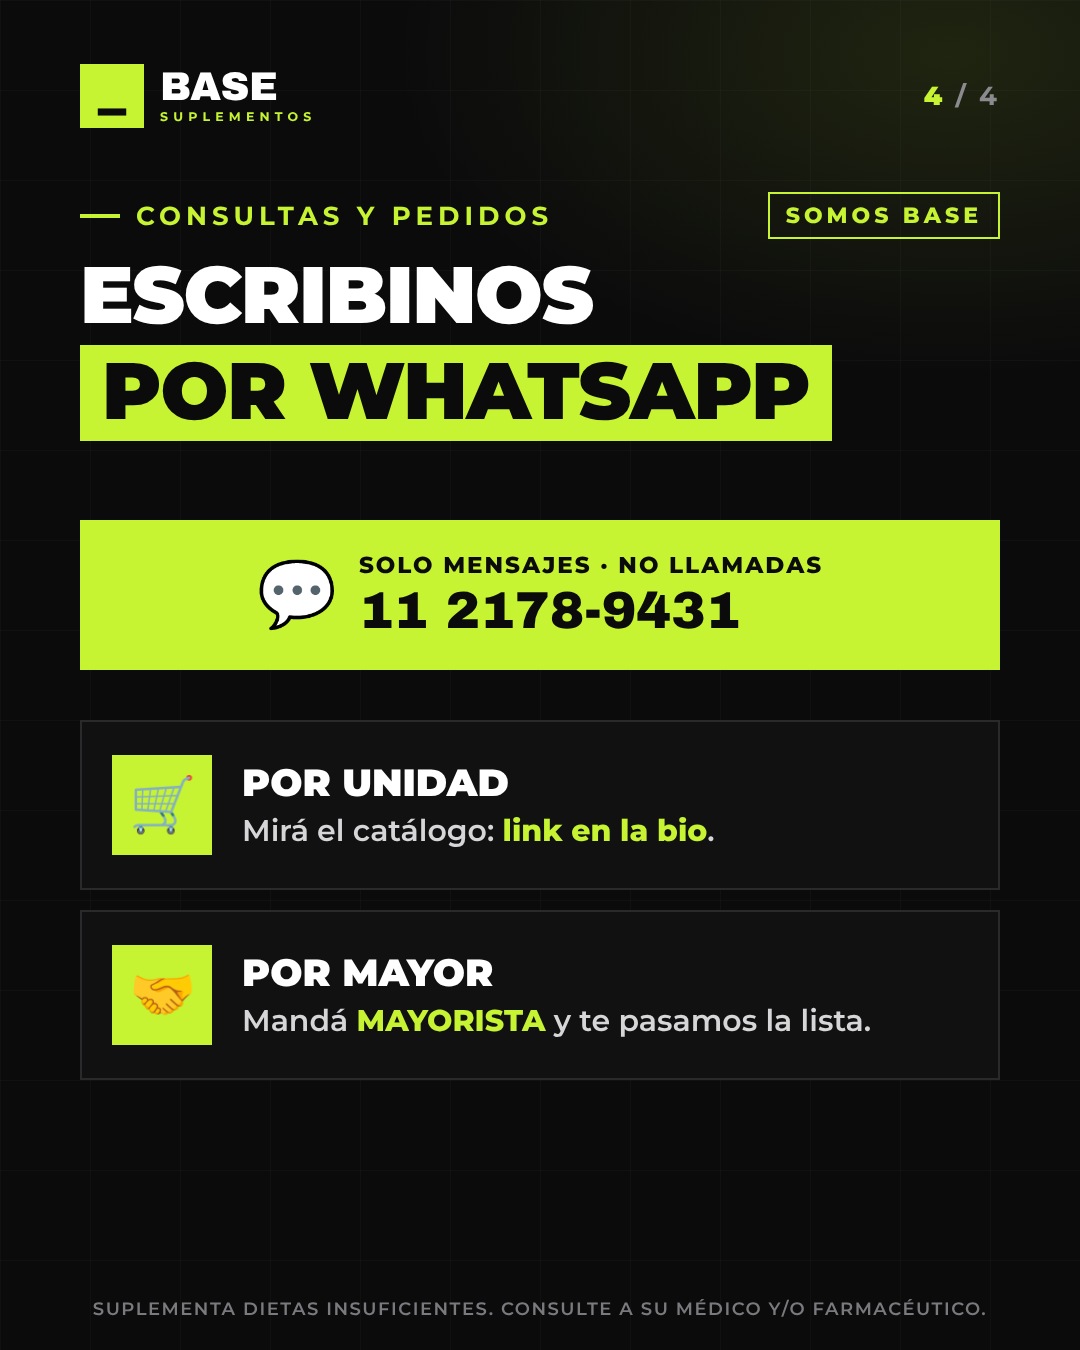 BASE
SUPLEMENTOS
4 / 4
CONSULTAS Y PEDIDOS
SOMOS BASE
ESCRIBINOS
POR WHATSAPP
SOLO MENSAJES · NO LLAMADAS
11 2178-9431
POR UNIDAD
Mirá el catálogo: link en la bio.
POR MAYOR
Mandá MAYORISTA y te pasamos la lista.
SUPLEMENTA DIETAS INSUFICIENTES. CONSULTE A SU MÉDICO Y/O FARMACÉUTICO.